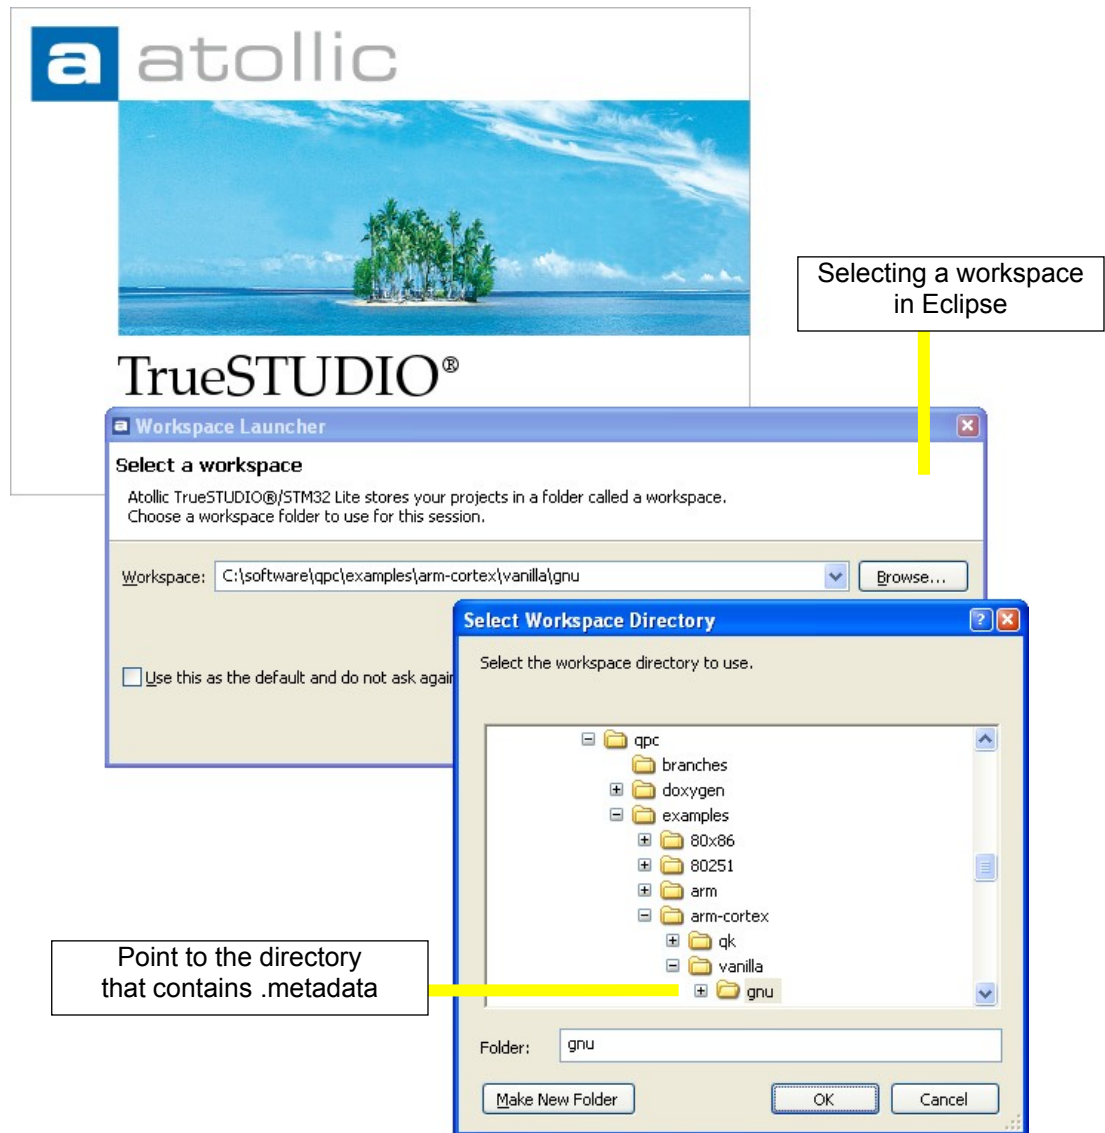 a atollic
Selecting a workspace
in Eclipse
TrueSTUDIO®
a Workspace Launcher
Select a workspace
Atollic TrueSTUDIO®/STM32 Lite stores your projects in a folder called a workspace.
Choose a workspace folder to use for this session.
Workspace: C:\software\qpc\examples\arm-cortex\vanilla\gnu Browse...
Select Workspace Directory
Select the workspace directory to use.
Use this as the default and do not ask again
qpc
branches
doxygen
examples
80x86
80251
arm
arm-cortex
qk
vanilla
gnu
Point to the directory
that contains .metadata
Folder: gnu
Make New Folder OK Cancel